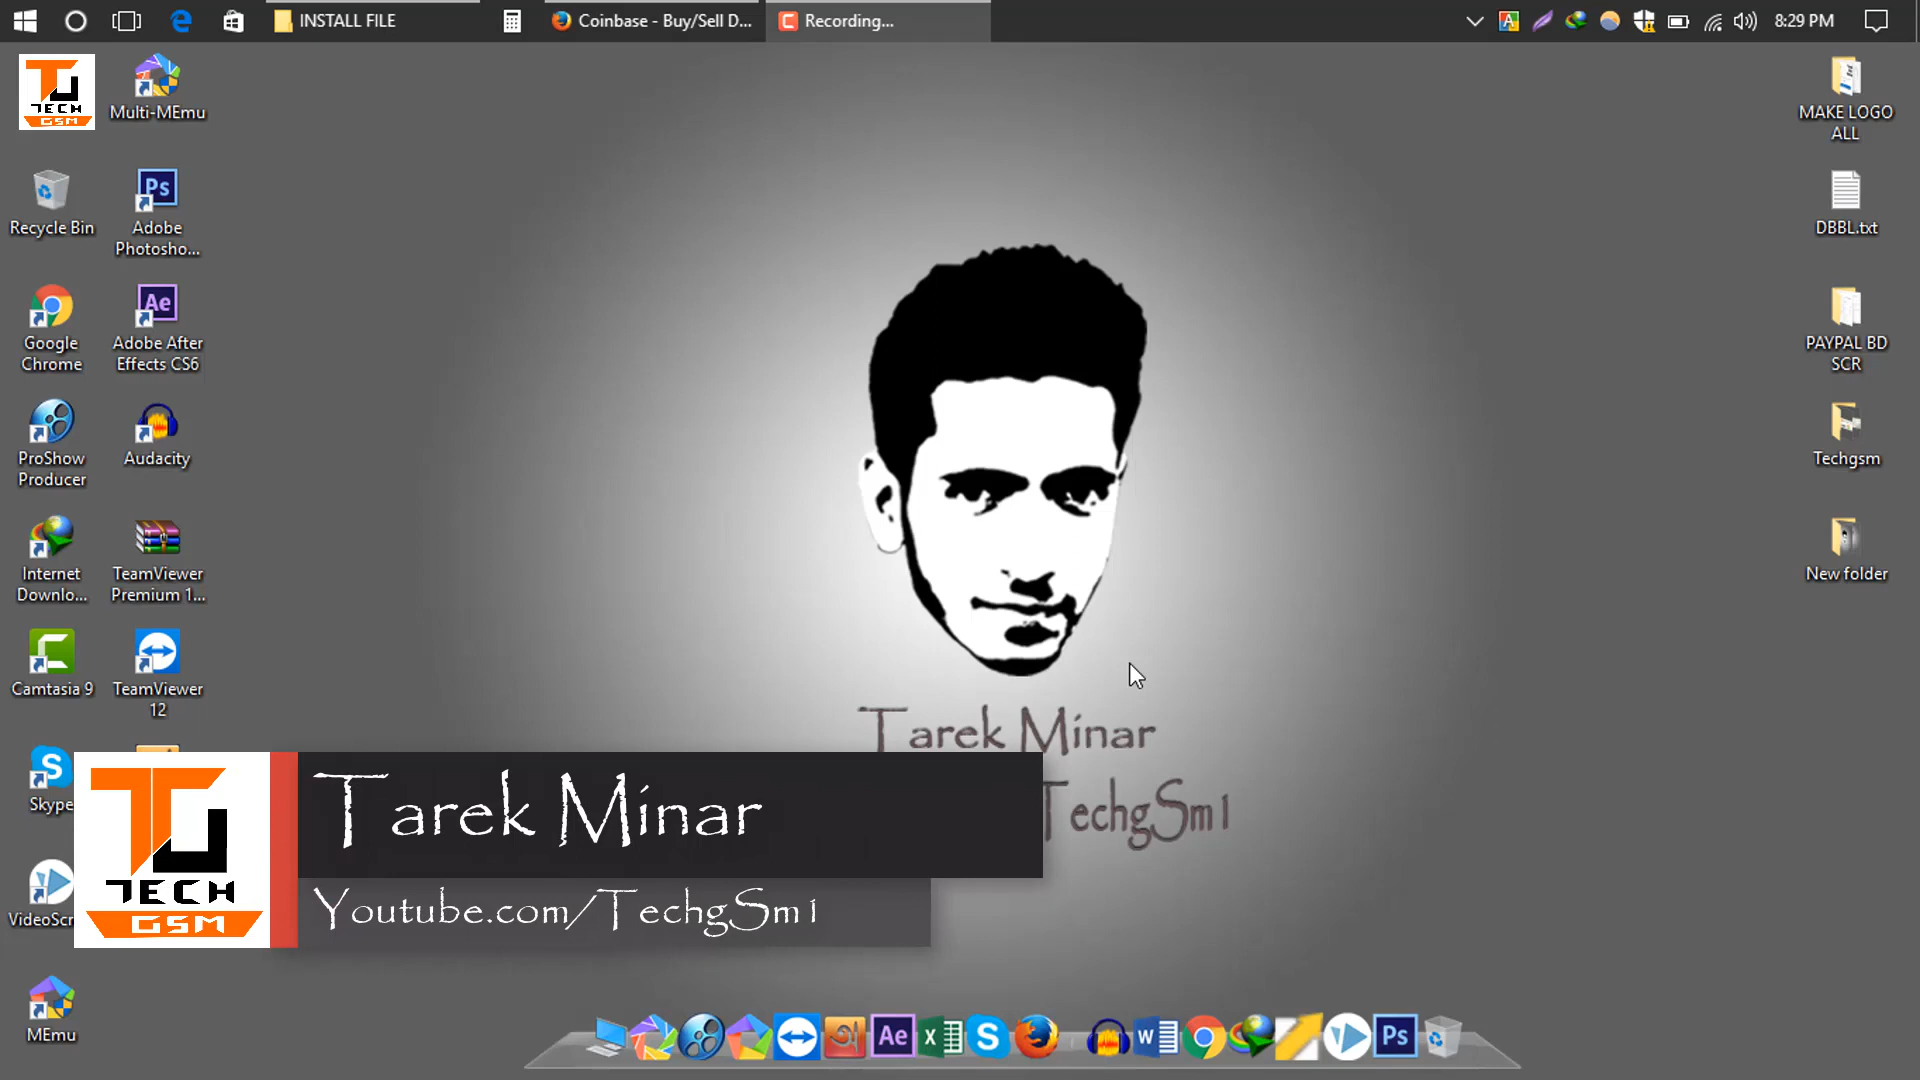 INSTALL FILE
Coinbase - Buy/Sell D...
Recording...
8:29 PM
TECH
GSM
Multi-MEmu
MAKE LOGO
ALL
Recycle Bin
Adobe
Photosho...
DBBL.txt
Google
Chrome
Adobe After
Effects CS6
PAYPAL BD
SCR
ProShow
Producer
Audacity
Techgsm
Internet
Downlo...
TeamViewer
Premium 1...
New folder
Camtasia 9
TeamViewer
12
Tarek Minar
TechgSm1
Skype
Tarek Minar
Youtube.com/TechgSm1
TECH
GSM
VideoScr
MEmu